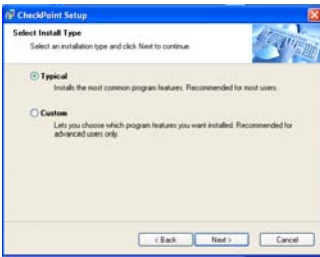 CheckPoint Setup
Select Install Type
Select an installation type and click Next to continue.
Typical
Installs the most common program features. Recommended for most users.
Custom
Lets you choose which program features you want installed. Recommended for
advanced users only.
< Back
Next >
Cancel